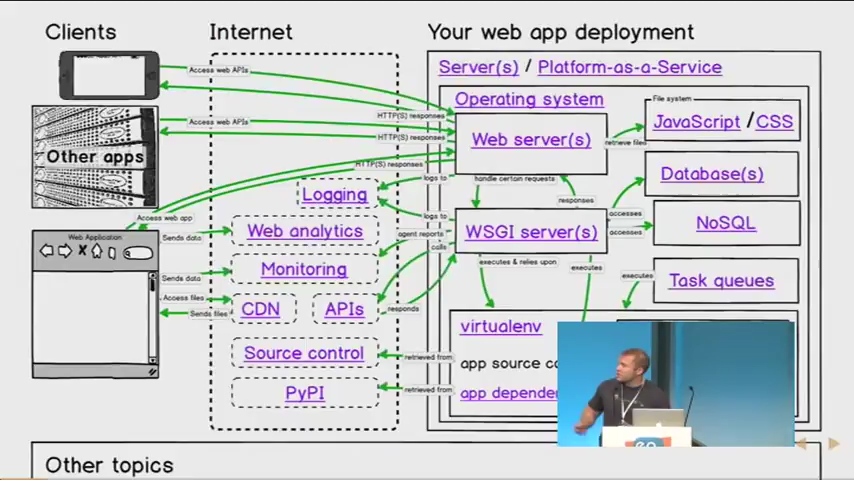 Clients
Internet
Your web app deployment
Server(s) / Platform-as-a-Service
Access web APIs
Operating system
File system
HTTP(S) responses
JavaScript / CSS
Access web APIs
Web server(s)
HTTP(S) responses
retrieve files
Other apps
HTTP(S) responses
Database(s)
logs to
handle certain requests
Logging
responses
Access web app
logs to
accesses
NoSQL
Web analytics
WSGI server(s)
accesses
agent reports
Web Application
Sends data
calls
executes & relies upon
Monitoring
executes
executes
Task queues
Sends data
Access files
CDN
APIs
responds
Sends files
virtualenv
Source control
retrieved from
app source
PyPI
retrieved from
app
Other topics